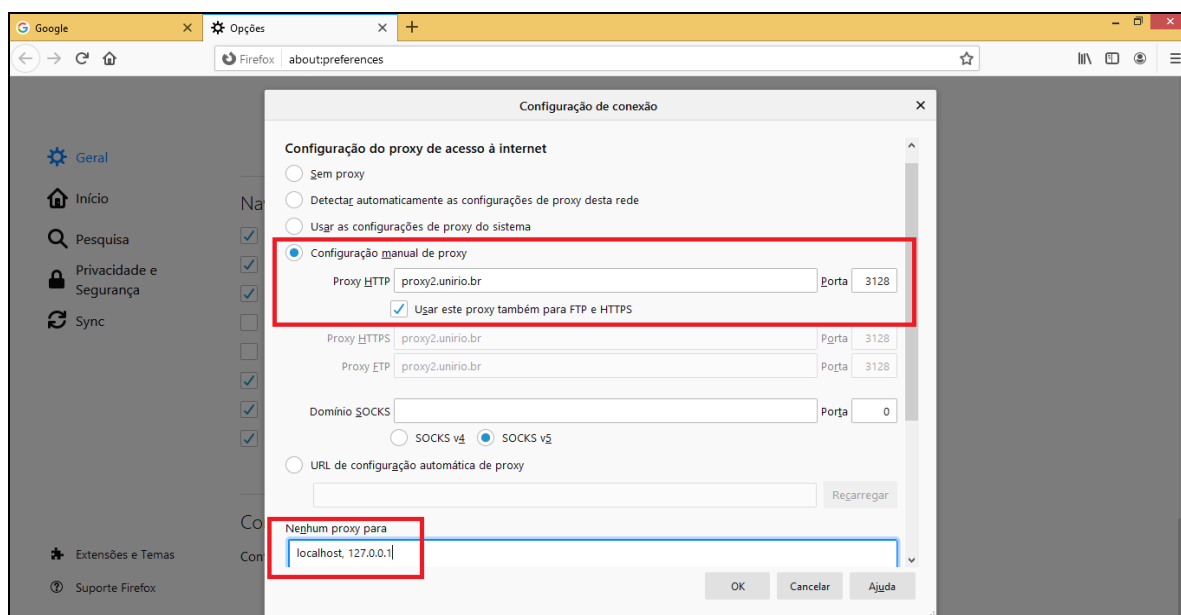 Google
Opções
Firefox about:preferences
Configuração de conexão
Configuração do proxy de acesso à internet
Geral
Sem proxy
Início
Detectar automaticamente as configurações de proxy desta rede
Usar as configurações de proxy do sistema
Pesquisa
Configuração manual de proxy
Privacidade e
Segurança
Proxy HTTP proxy2.unirio.br Porta 3128
Usar este proxy também para FTP e HTTPS
Sync
Proxy HTTPS proxy2.unirio.br Porta 3128
Proxy FTP proxy2.unirio.br Porta 3128
Domínio SOCKS Porta 0
SOCKS v4 SOCKS v5
URL de configuração automática de proxy
Recarregar
Nenhum proxy para
localhost, 127.0.0.1
Extensões e Temas
Suporte Firefox
OK Cancelar Ajuda